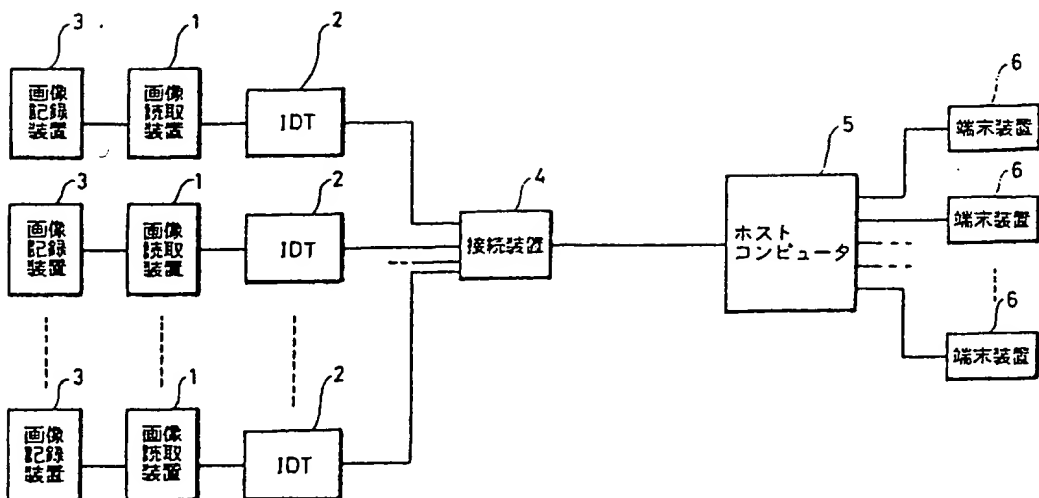 3
1
2
画像
記録
装置
画像
読取
装置
IDT
6
端末装置
5
3
1
2
4
6
画像
記録
装置
画像
読取
装置
IDT
接続装置
ホスト
コンピュータ
端末装置
6
端末装置
3
1
2
画像
記録
装置
画像
読取
装置
IDT